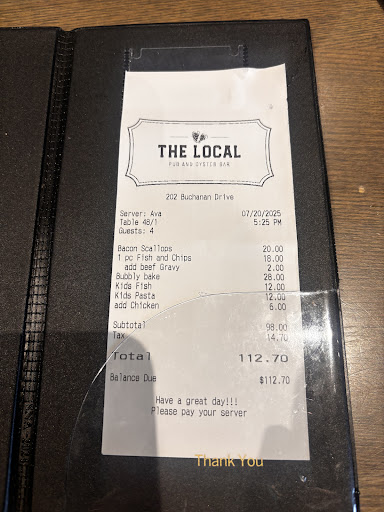 THE LOCAL
PUB AND OYSTER BAR
202 Buchanan Drive
Server: Ava 07/20/2025
Table 48/1 5:25 PM
Guests: 4
Bacon Scallops 20.00
1 pc Fish and Chips 18.00
add beef Gravy 2.00
Bubbly bake 28.00
Kids Fish 12.00
Kids Pasta 12.00
add Chicken 6.00
Subtotal 98.00
Tax 14.70
Total 112.70
Balance Due $112.70
Have a great day!!!
Please pay your server
Thank You